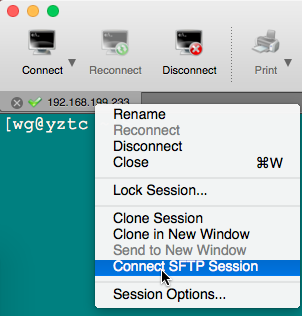 Connect
Reconnect
Disconnect
Print
192.168.199.233
[wg@yztc
Rename
Reconnect
Disconnect
Close ⌘W
Lock Session...
Clone Session
Clone in New Window
Send to New Window
Connect SFTP Session
Session Options...